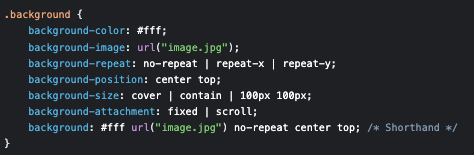 .background {
    background-color: #fff;
    background-image: url("image.jpg");
    background-repeat: no-repeat | repeat-x | repeat-y;
    background-position: center top;
    background-size: cover | contain | 100px 100px;
    background-attachment: fixed | scroll;
    background: #fff url("image.jpg") no-repeat center top; /* Shorthand */
}